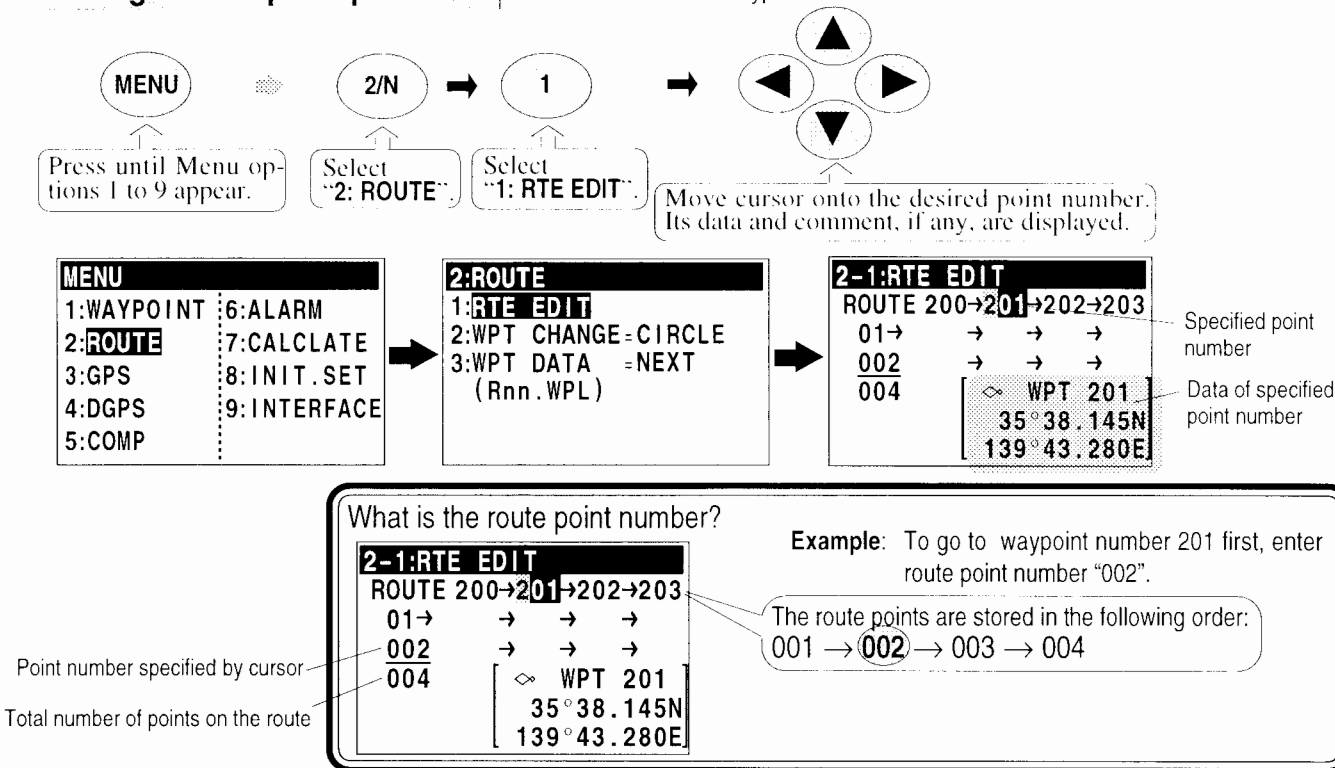 MENU
2/N
1
Press until Menu op-
tions 1 to 9 appear.
Select
"2: ROUTE".
Select
"1: RTE EDIT".
Move cursor onto the desired point number.
Its data and comment, if any, are displayed.
MENU
1:WAYPOINT 6:ALARM
2:ROUTE 7:CALCLATE
3:GPS 8:INIT.SET
4:DGPS 9:INTERFACE
5:COMP
2:ROUTE
1:RTE EDIT
2:WPT CHANGE=CIRCLE
3:WPT DATA =NEXT
(Rnn.WPL)
2-1:RTE EDIT
ROUTE 200→201→202→203
01→ → → →
002 → → →
004 WPT 201
35°38.145N
139°43.280E
Specified point
number
Data of specified
point number
What is the route point number?
2-1:RTE EDIT
ROUTE 200→201→202→203
01→ → → →
002 → → →
004 WPT 201
35°38.145N
139°43.280E
Point number specified by cursor
Total number of points on the route
Example: To go to waypoint number 201 first, enter
route point number "002".
The route points are stored in the following order:
001 → 002 → 003 → 004